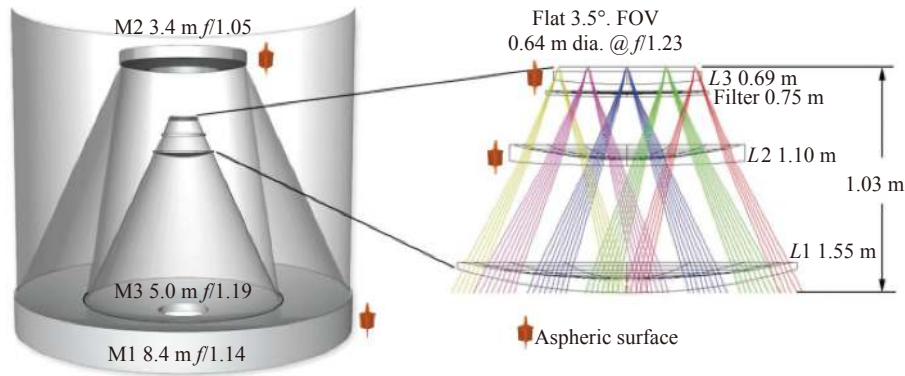 M2 3.4 m f/1.05
M3 5.0 m f/1.19
M1 8.4 m f/1.14
Flat 3.5°. FOV
0.64 m dia. @ f/1.23
L3 0.69 m
Filter 0.75 m
L2 1.10 m
1.03 m
L1 1.55 m
Aspheric surface